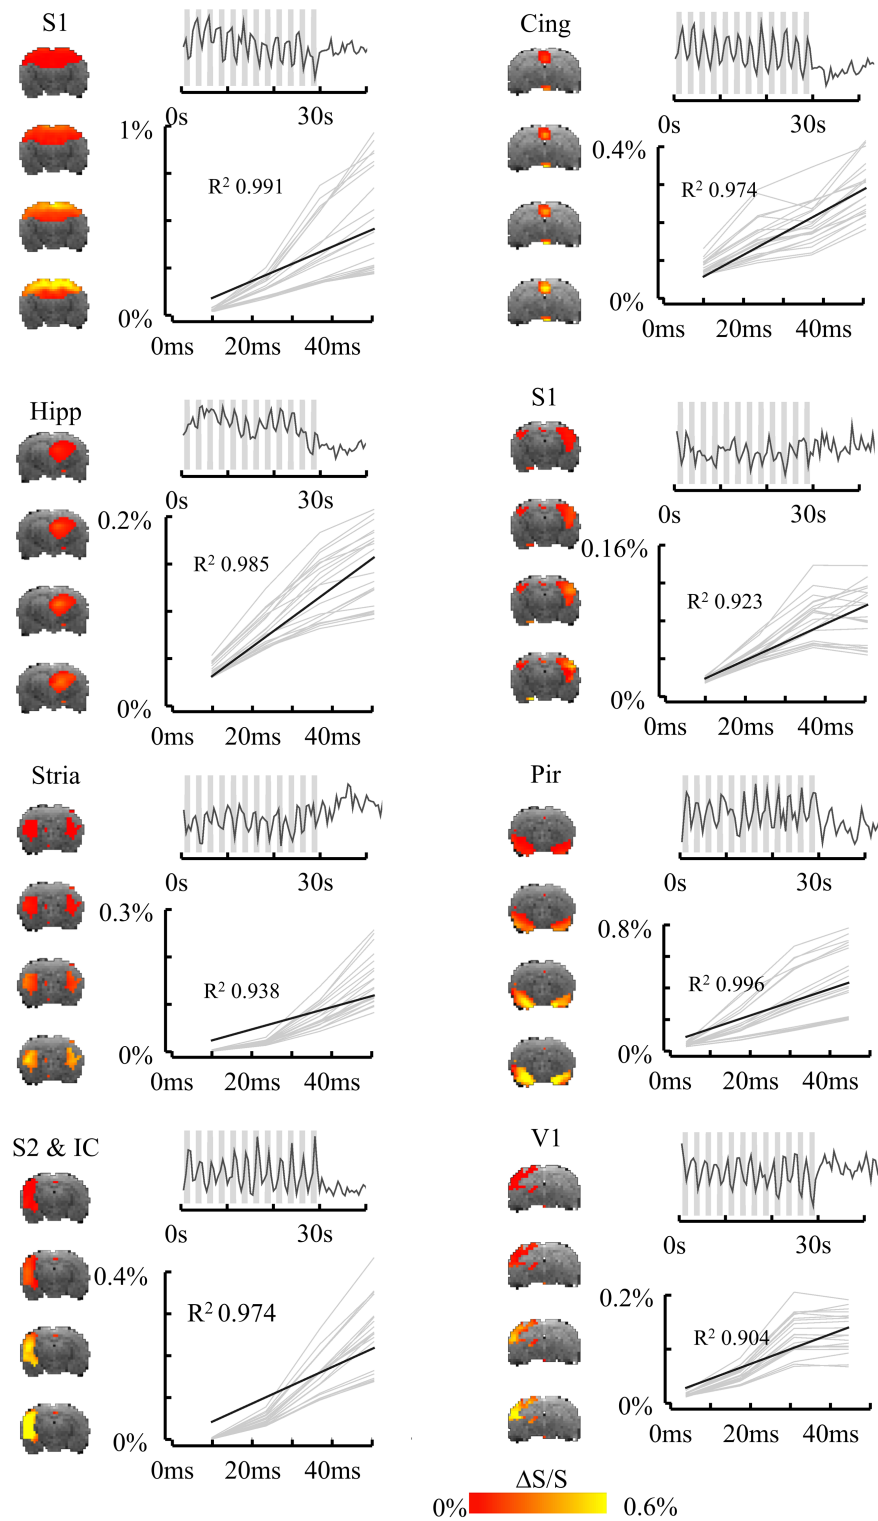 S1
0s
30s
1%
R² 0.991
0%
0ms 20ms 40ms
Cing
0s
30s
0.4%
R² 0.974
0%
0ms 20ms 40ms
Hipp
0s
30s
0.2%
R² 0.985
0%
0ms 20ms 40ms
S1
0s
30s
0.16%
R² 0.923
0%
0ms 20ms 40ms
Stria
0s
30s
0.3%
R² 0.938
0%
0ms 20ms 40ms
Pir
0s
30s
0.8%
R² 0.996
0%
0ms 20ms 40ms
S2 & IC
0s
30s
0.4%
R² 0.974
0%
0ms 20ms 40ms
V1
0s
30s
0.2%
R² 0.904
0%
0ms 20ms 40ms
ΔS/S
0% 0.6%